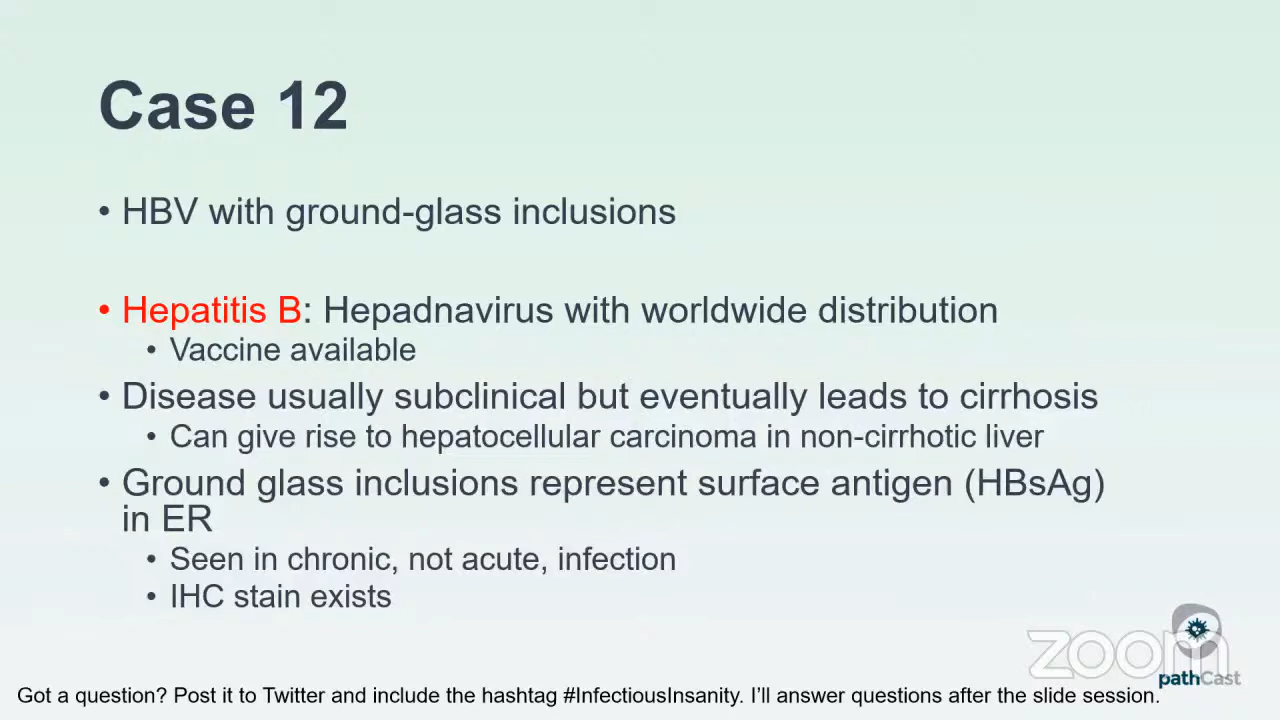 Case 12
• HBV with ground-glass inclusions
• Hepatitis B: Hepadnavirus with worldwide distribution
• Vaccine available
• Disease usually subclinical but eventually leads to cirrhosis
• Can give rise to hepatocellular carcinoma in non-cirrhotic liver
• Ground glass inclusions represent surface antigen (HBsAg)
in ER
• Seen in chronic, not acute, infection
• IHC stain exists
zoom
pathCast
Got a question? Post it to Twitter and include the hashtag #InfectiousInsanity. I’ll answer questions after the slide session.